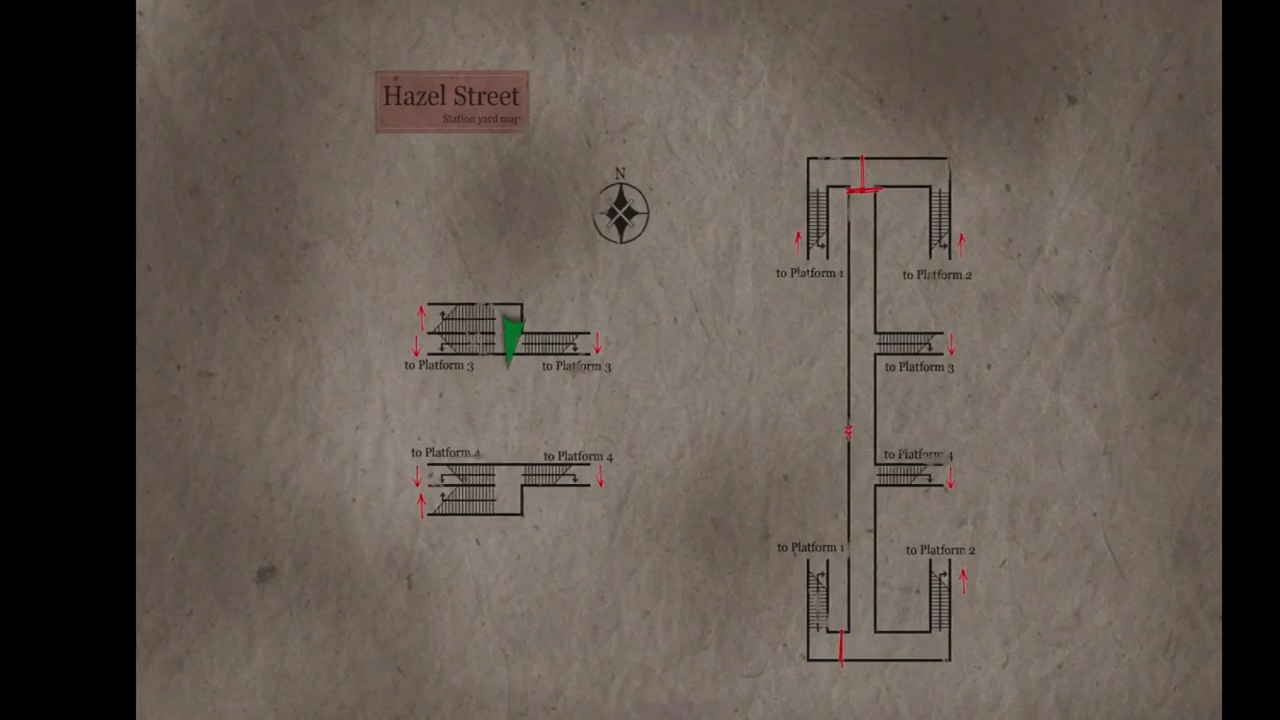 Hazel Street
Station yard map
N
to Platform 1
to Platform 2
to Platform 3
to Platform 3
to Platform 3
to Platform 4
to Platform 4
to Platform 4
to Platform 1
to Platform 2